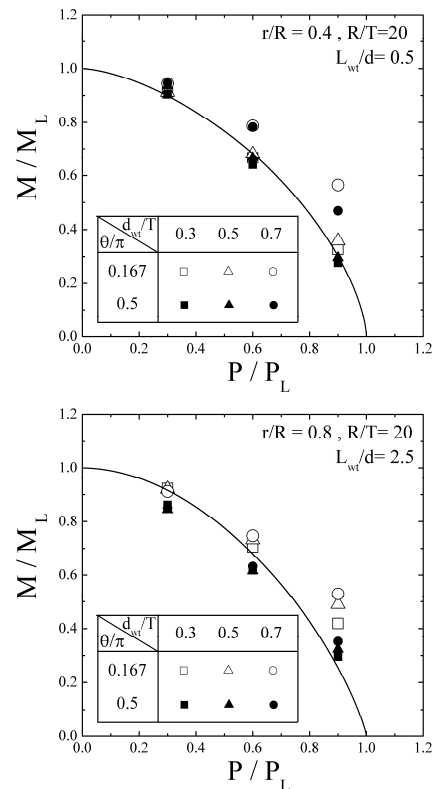 r/R = 0.4 , R/T=20
L_wt/d= 0.5
1.2
1.0
0.8
0.6
0.4
0.2
0.0
M / M_L
d_wt/T 0.3 0.5 0.7
θ/π
0.167 □ △ ○
0.5 ■ ▲ ●
0.0 0.2 0.4 0.6 0.8 1.0 1.2
P / P_L
r/R = 0.8 , R/T= 20
L_wt/d= 2.5
1.2
1.0
0.8
0.6
0.4
0.2
0.0
M / M_L
d_wt/T 0.3 0.5 0.7
θ/π
0.167 □ △ ○
0.5 ■ ▲ ●
0.0 0.2 0.4 0.6 0.8 1.0 1.2
P / P_L